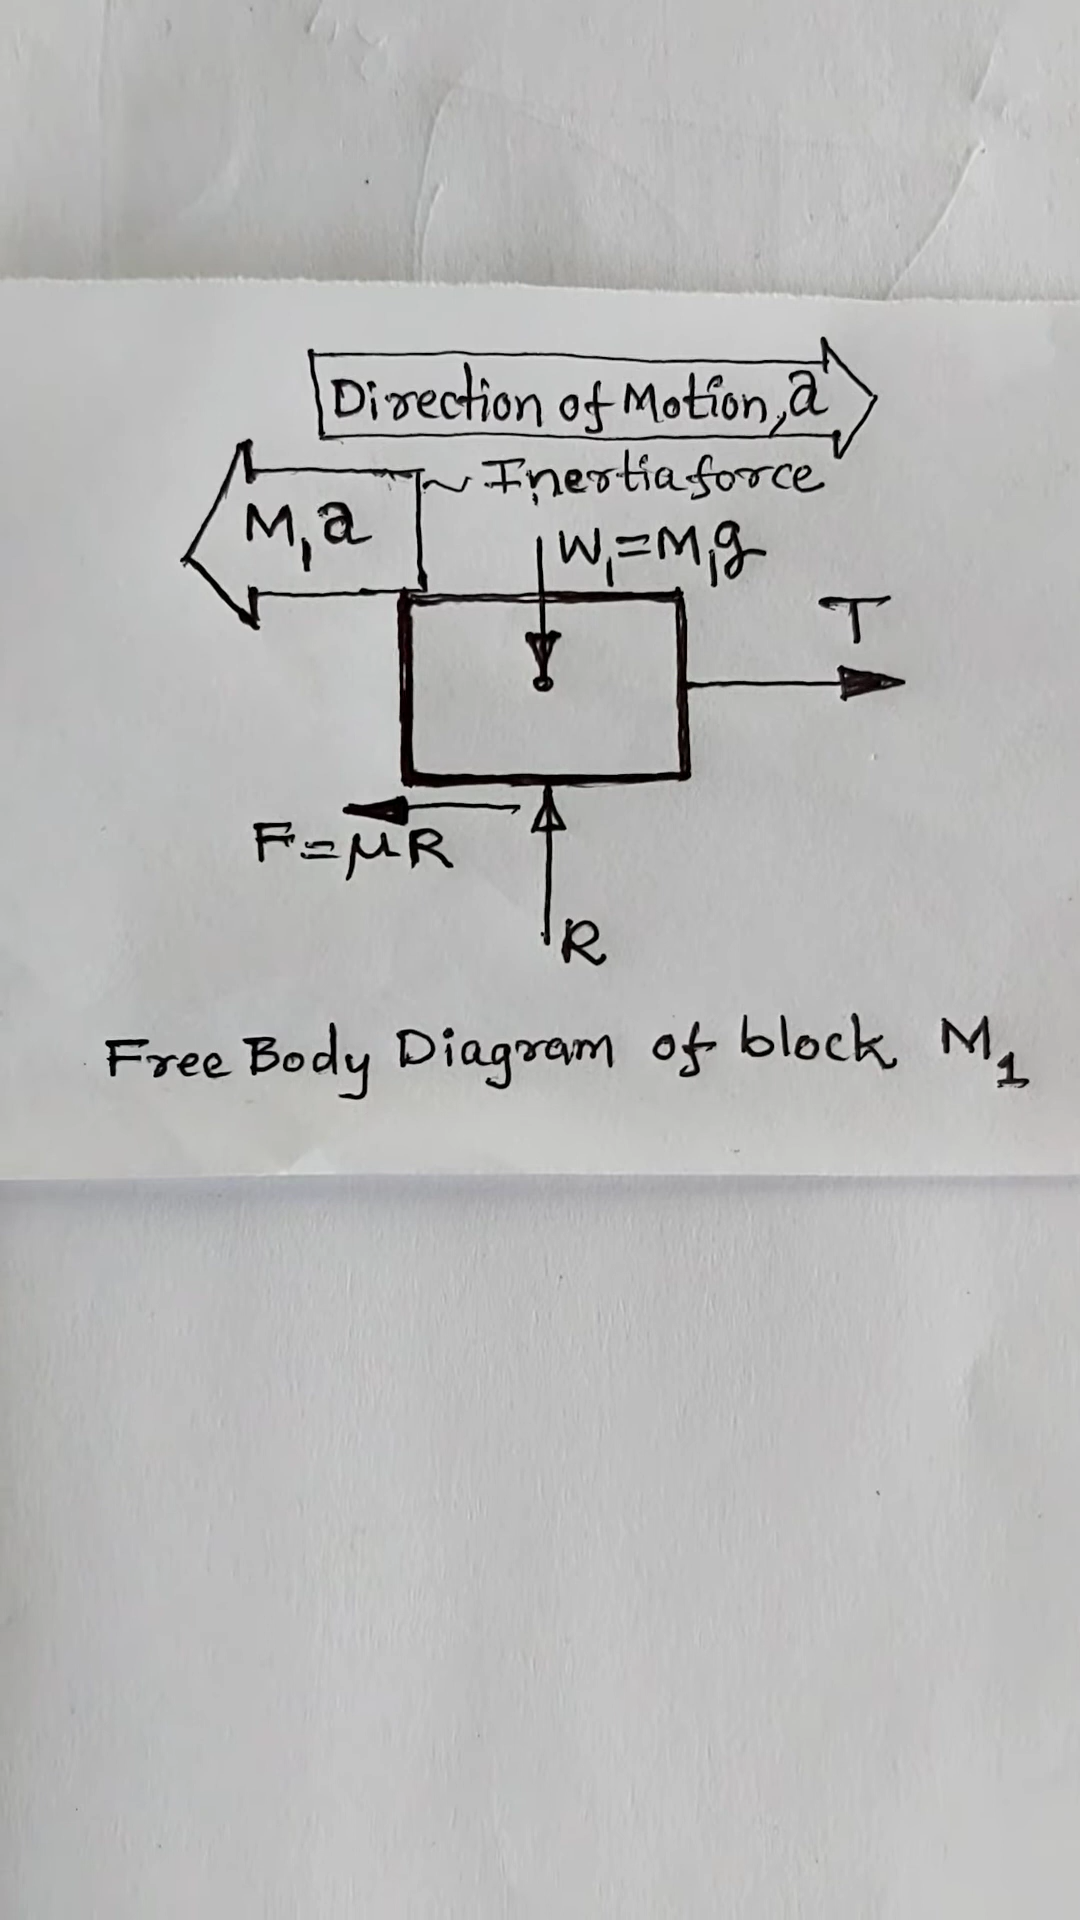 Direction of Motion, a
Inertia force
M₁a
W₁=M₁g
T
F=μR
R
Free Body Diagram of block M₁